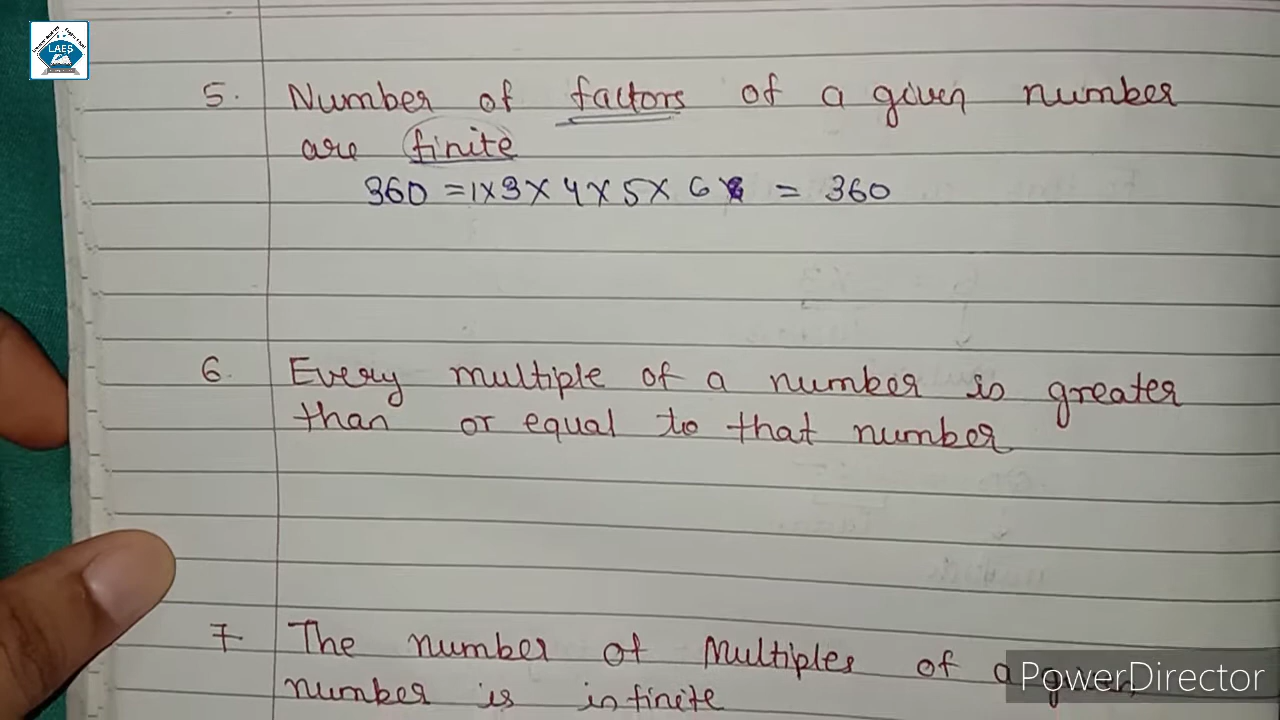 LAES
5. Number of factors of a given number
are finite
360 = 1 x 3 x 4 x 5 x 6 = 360
6. Every multiple of a number is greater
than or equal to that number
7 The number of Multiples of a given
number is infinite
PowerDirector